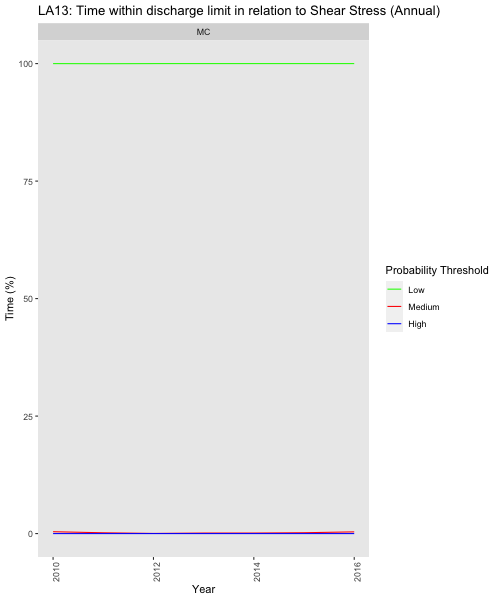 LA13: Time within discharge limit in relation to Shear Stress (Annual)
MC
100
75
50
25
0
Time (%)
2010
2012
2014
2016
Year
Probability Threshold
Low
Medium
High